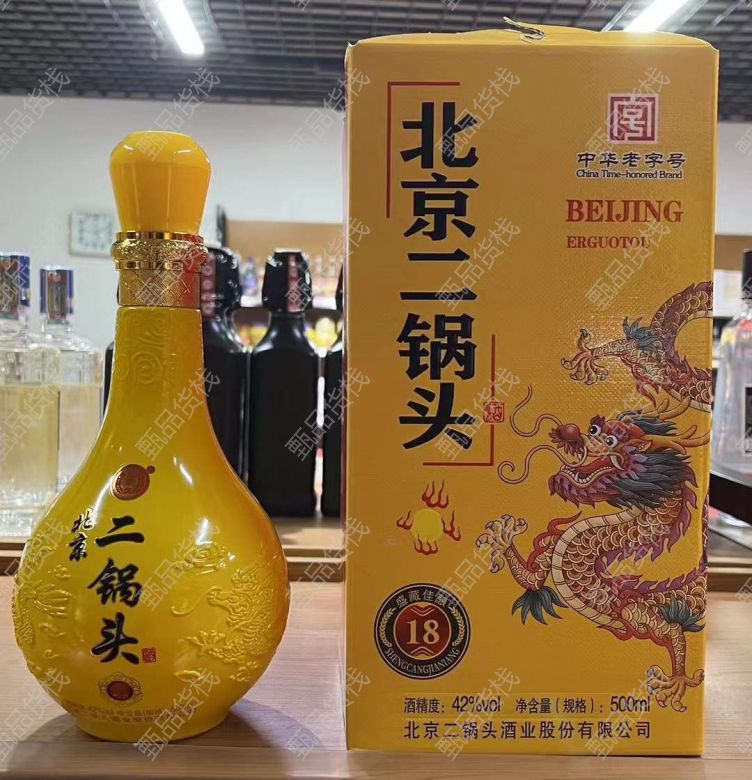 北京二锅头
中华老字号
China Time-honored Brand
BEIJING
ERGUOTOU
盛藏佳酿
18
SHENGCANGJIANIANG
酒精度：42%vol 净含量（规格）：500ml
北京二锅头酒业股份有限公司
北京
二锅头
甄品货栈